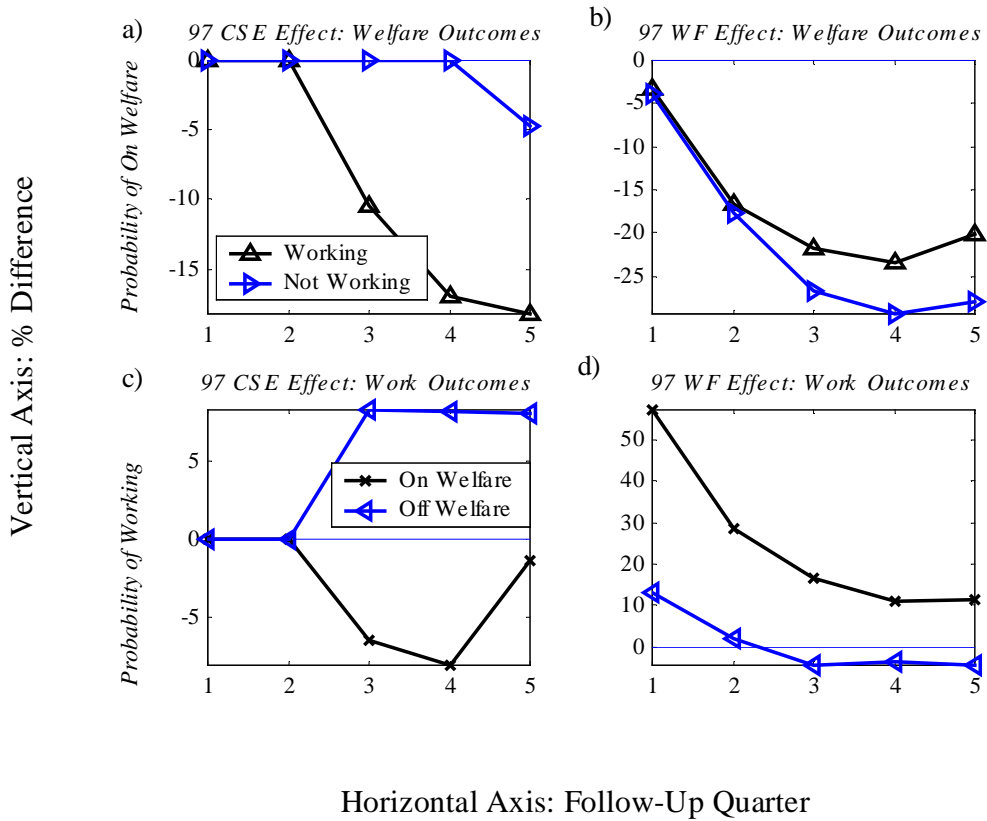 Vertical Axis: % Difference
a)
97 CSE Effect: Welfare Outcomes
Probability of On Welfare
0
-5
-10
-15
Working
Not Working
1 2 3 4 5
b)
97 WF Effect: Welfare Outcomes
0
-5
-10
-15
-20
-25
1 2 3 4 5
c)
97 CSE Effect: Work Outcomes
Probability of Working
5
0
-5
On Welfare
Off Welfare
1 2 3 4 5
d)
97 WF Effect: Work Outcomes
50
40
30
20
10
0
1 2 3 4 5
Horizontal Axis: Follow-Up Quarter